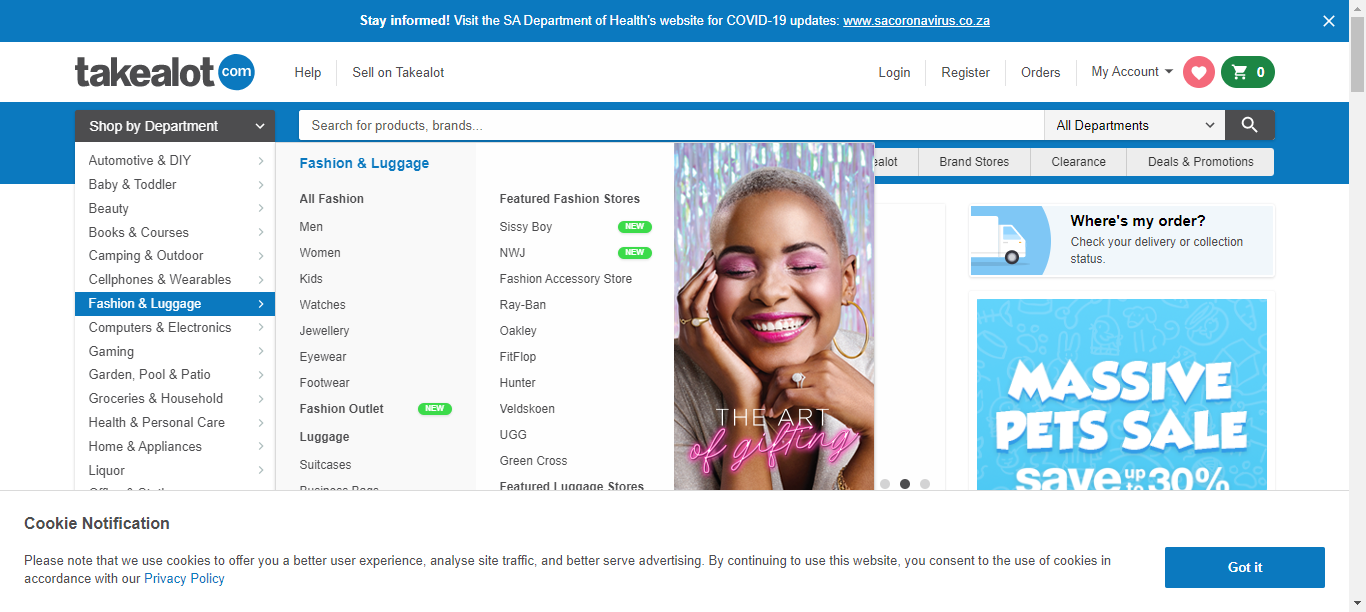 Stay informed! Visit the SA Department of Health's website for COVID-19 updates: www.sacoronavirus.co.za
takealot com
Help
Sell on Takealot
Login
Register
Orders
My Account
0
Shop by Department
Search for products, brands...
All Departments
Brand Stores
Clearance
Deals & Promotions
Automotive & DIY
Baby & Toddler
Beauty
Books & Courses
Camping & Outdoor
Cellphones & Wearables
Fashion & Luggage
Computers & Electronics
Gaming
Garden, Pool & Patio
Groceries & Household
Health & Personal Care
Home & Appliances
Liquor
Fashion & Luggage
All Fashion
Men
Women
Kids
Watches
Jewellery
Eyewear
Footwear
Fashion Outlet NEW
Luggage
Suitcases
Business Bags
Featured Fashion Stores
Sissy Boy NEW
NWJ NEW
Fashion Accessory Store
Ray-Ban
Oakley
FitFlop
Hunter
Veldskoen
UGG
Green Cross
Featured Luggage Stores
THE ART
of gifting
Where's my order?
Check your delivery or collection
status.
MASSIVE
PETS SALE
save up to 30%
Cookie Notification
Please note that we use cookies to offer you a better user experience, analyse site traffic, and better serve advertising. By continuing to use this website, you consent to the use of cookies in
accordance with our Privacy Policy
Got it